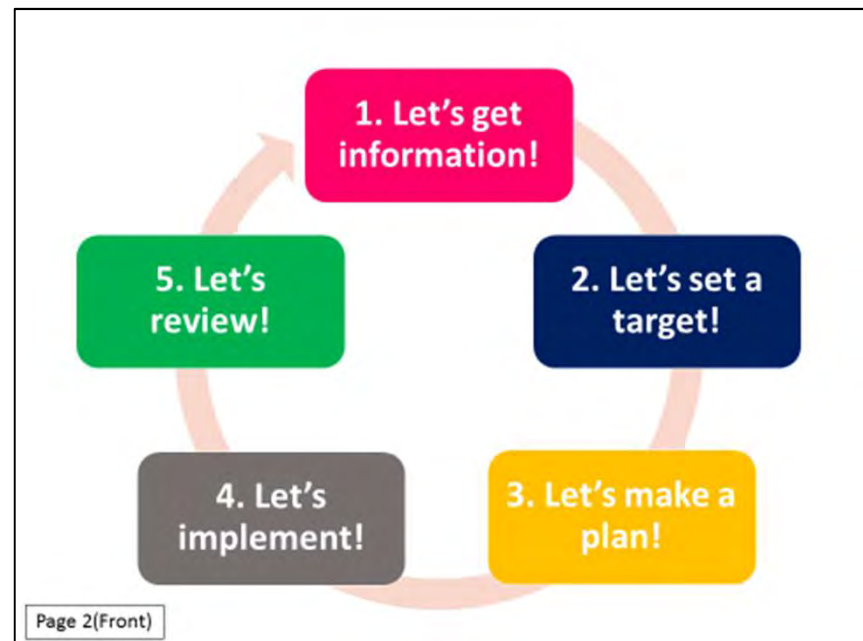 1. Let's get
information!
2. Let's set a
target!
3. Let's make a
plan!
4. Let's
implement!
5. Let's
review!
Page 2(Front)